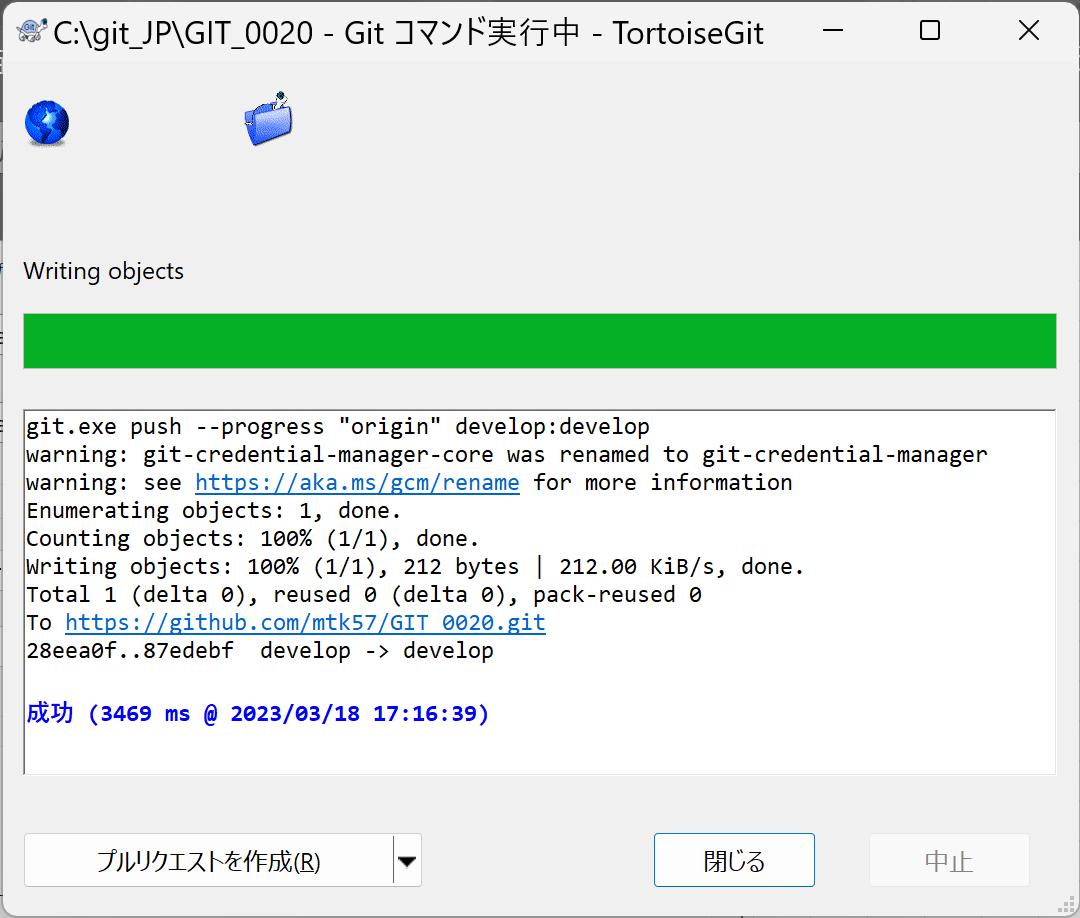 C:\git_JP\GIT_0020 - Git コマンド実行中 - TortoiseGit
Writing objects
git.exe push --progress "origin" develop:develop
warning: git-credential-manager-core was renamed to git-credential-manager
warning: see https://aka.ms/gcm/rename for more information
Enumerating objects: 1, done.
Counting objects: 100% (1/1), done.
Writing objects: 100% (1/1), 212 bytes | 212.00 KiB/s, done.
Total 1 (delta 0), reused 0 (delta 0), pack-reused 0
To https://github.com/mtk57/GIT_0020.git
28eea0f..87edebf  develop -> develop
成功 (3469 ms @ 2023/03/18 17:16:39)
プルリクエストを作成(R)
閉じる
中止